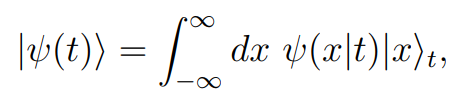 |ψ(t)⟩ = ∫_{-∞}^{∞} dx ψ(x|t)|x⟩_t,